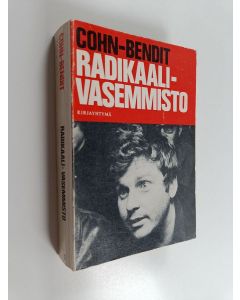 COHN-BENDIT
RADIKAALI-
VASEMMISTO
KIRJAYHTYMÄ
COHN-BENDIT
RADIKAALI- VASEMMISTO